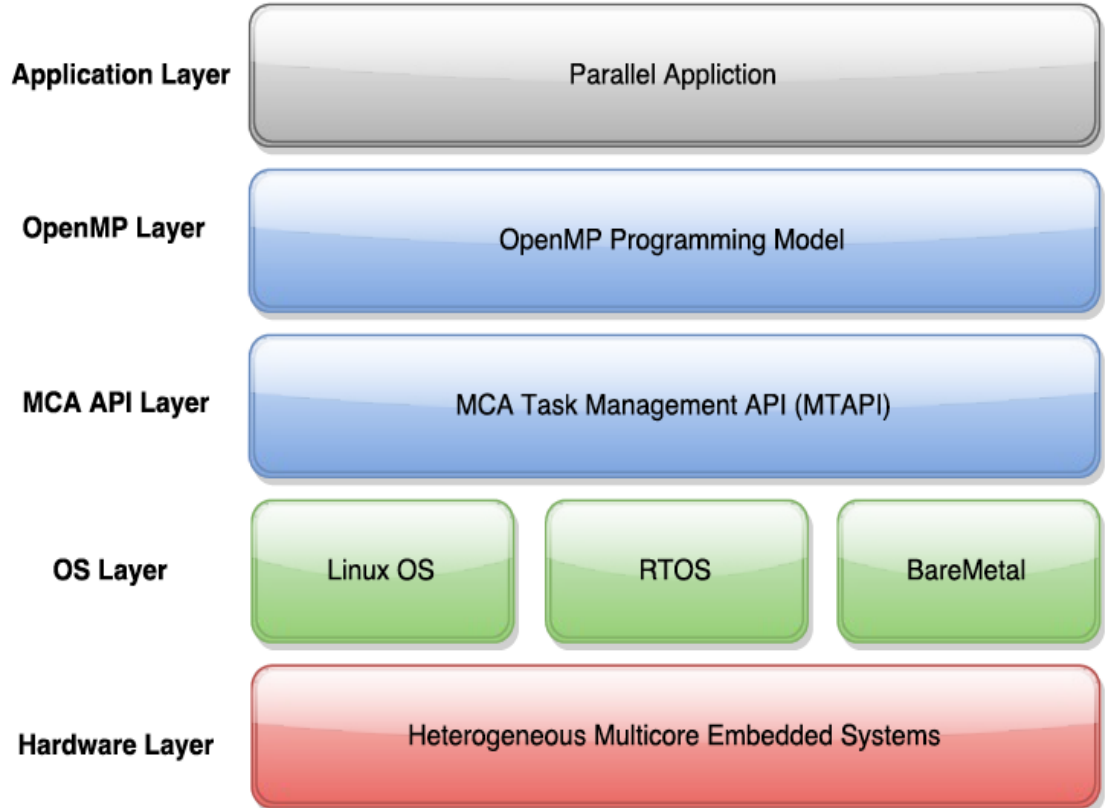 Application Layer
Parallel Appliction
OpenMP Layer
OpenMP Programming Model
MCA API Layer
MCA Task Management API (MTAPI)
OS Layer
Linux OS
RTOS
BareMetal
Hardware Layer
Heterogeneous Multicore Embedded Systems